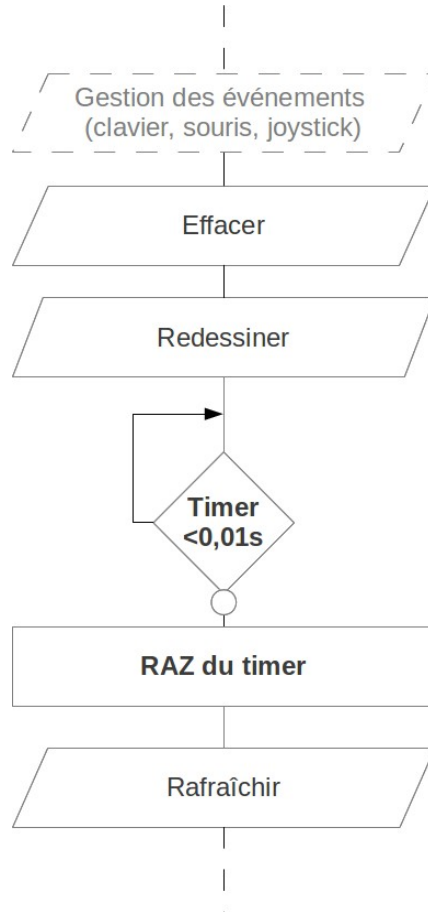 Gestion des événements
(clavier, souris, joystick)
Effacer
Redessiner
Timer
<0,01s
RAZ du timer
Rafraîchir